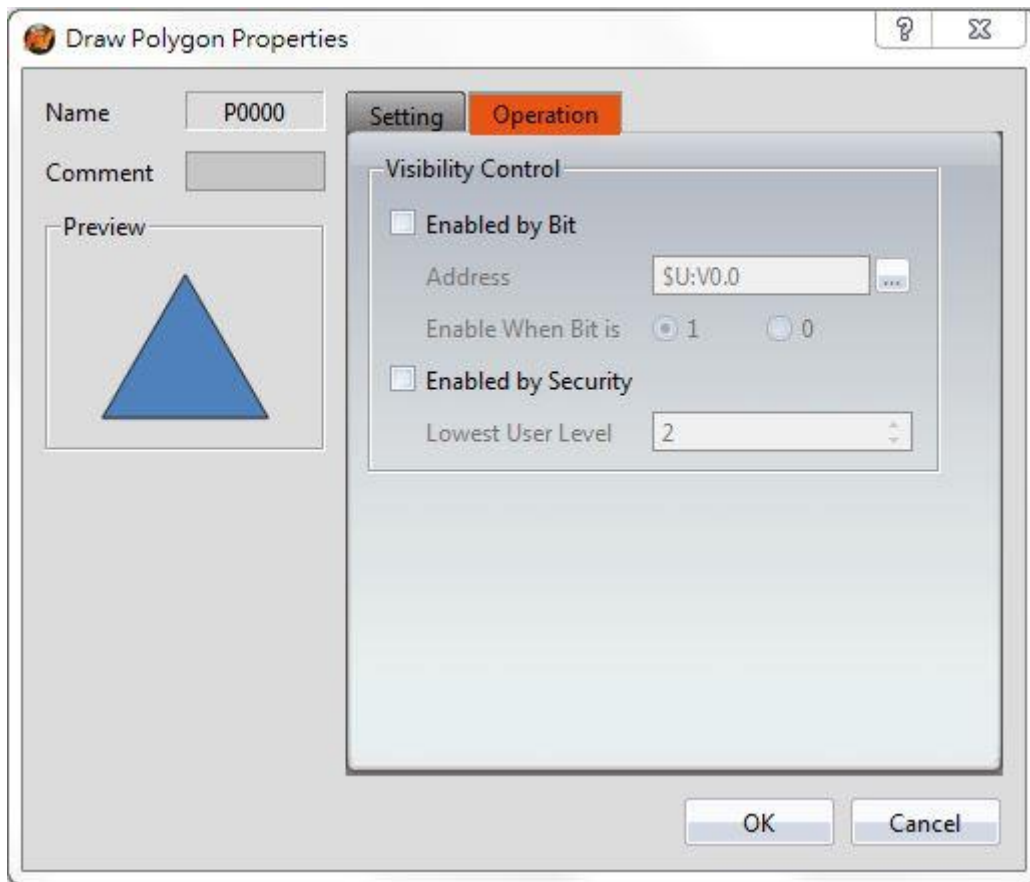 Draw Polygon Properties
Name P0000
Comment
Preview
Setting Operation
Visibility Control
Enabled by Bit
Address $U:V0.0 ...
Enable When Bit is 1 0
Enabled by Security
Lowest User Level 2
OK Cancel